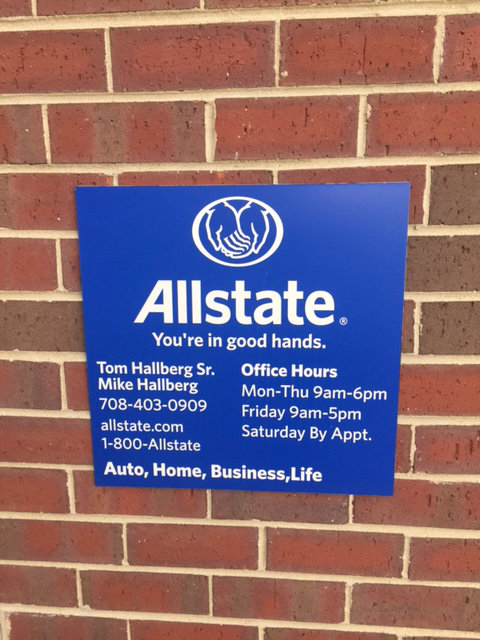 Allstate®
You're in good hands.
Tom Hallberg Sr.
Mike Hallberg
708-403-0909
allstate.com
1-800-Allstate
Office Hours
Mon-Thu 9am-6pm
Friday 9am-5pm
Saturday By Appt.
Auto, Home, Business,Life